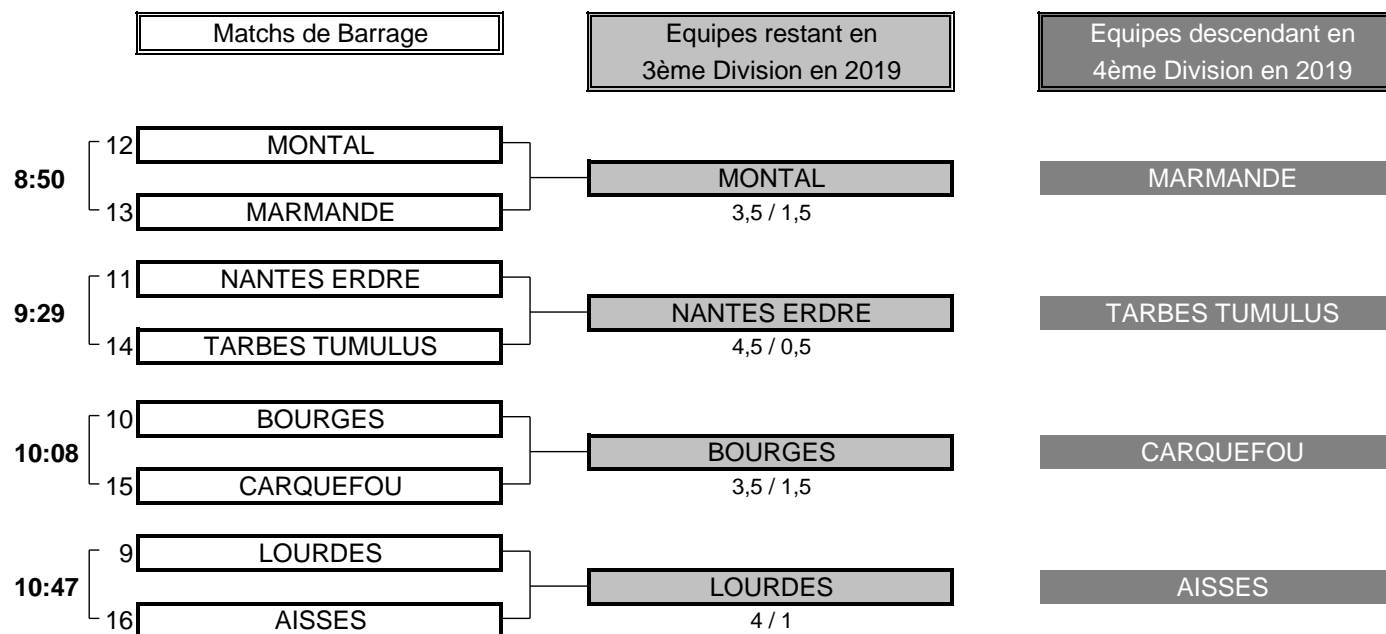 Matchs de Barrage
Equipes restant en
3ème Division en 2019
Equipes descendant en
4ème Division en 2019
12 MONTAL
8:50 MONTAL MARMANDE
13 MARMANDE 3,5 / 1,5
11 NANTES ERDRE
9:29 NANTES ERDRE TARBES TUMULUS
14 TARBES TUMULUS 4,5 / 0,5
10 BOURGES
10:08 BOURGES CARQUEFOU
15 CARQUEFOU 3,5 / 1,5
9 LOURDES
10:47 LOURDES AISSES
16 AISSES 4 / 1